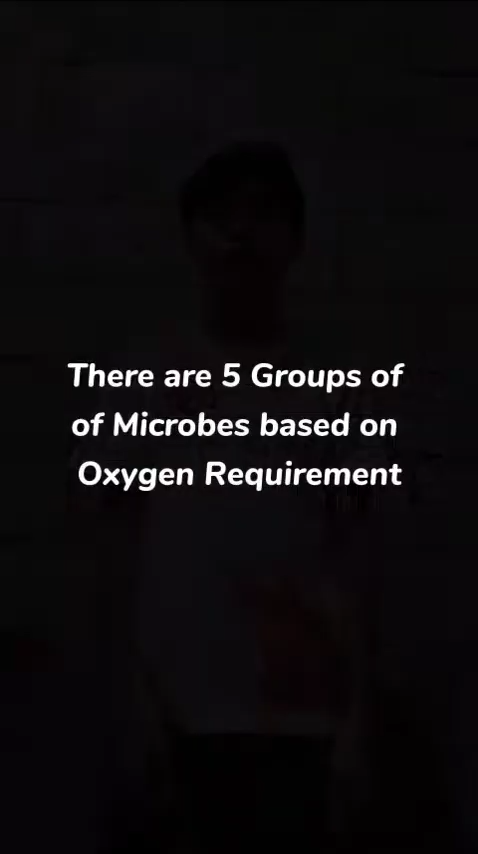 There are 5 Groups of
of Microbes based on
Oxygen Requirement